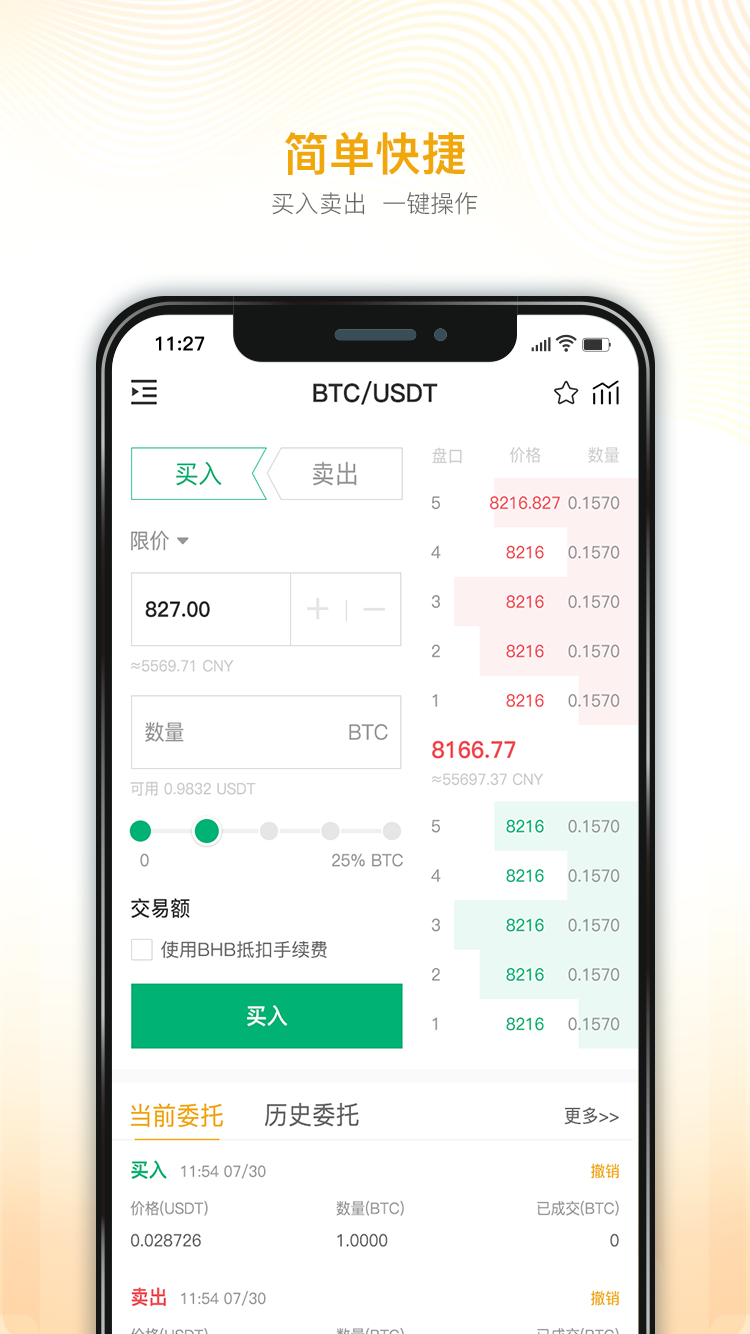 简单快捷
买入卖出 一键操作
11:27
BTC/USDT
买入 卖出
限价
827.00
≈5569.71 CNY
数量 BTC
可用 0.9832 USDT
0 25% BTC
交易额
使用BHB抵扣手续费
买入
盘口 价格 数量
5 8216.827 0.1570
4 8216 0.1570
3 8216 0.1570
2 8216 0.1570
1 8216 0.1570
8166.77
≈55697.37 CNY
5 8216 0.1570
4 8216 0.1570
3 8216 0.1570
2 8216 0.1570
1 8216 0.1570
当前委托 历史委托 更多>>
买入 11:54 07/30 撤销
价格(USDT) 数量(BTC) 已成交(BTC)
0.028726 1.0000 0
卖出 11:54 07/30 撤销
价格(USDT) 数量(BTC) 已成交(BTC)